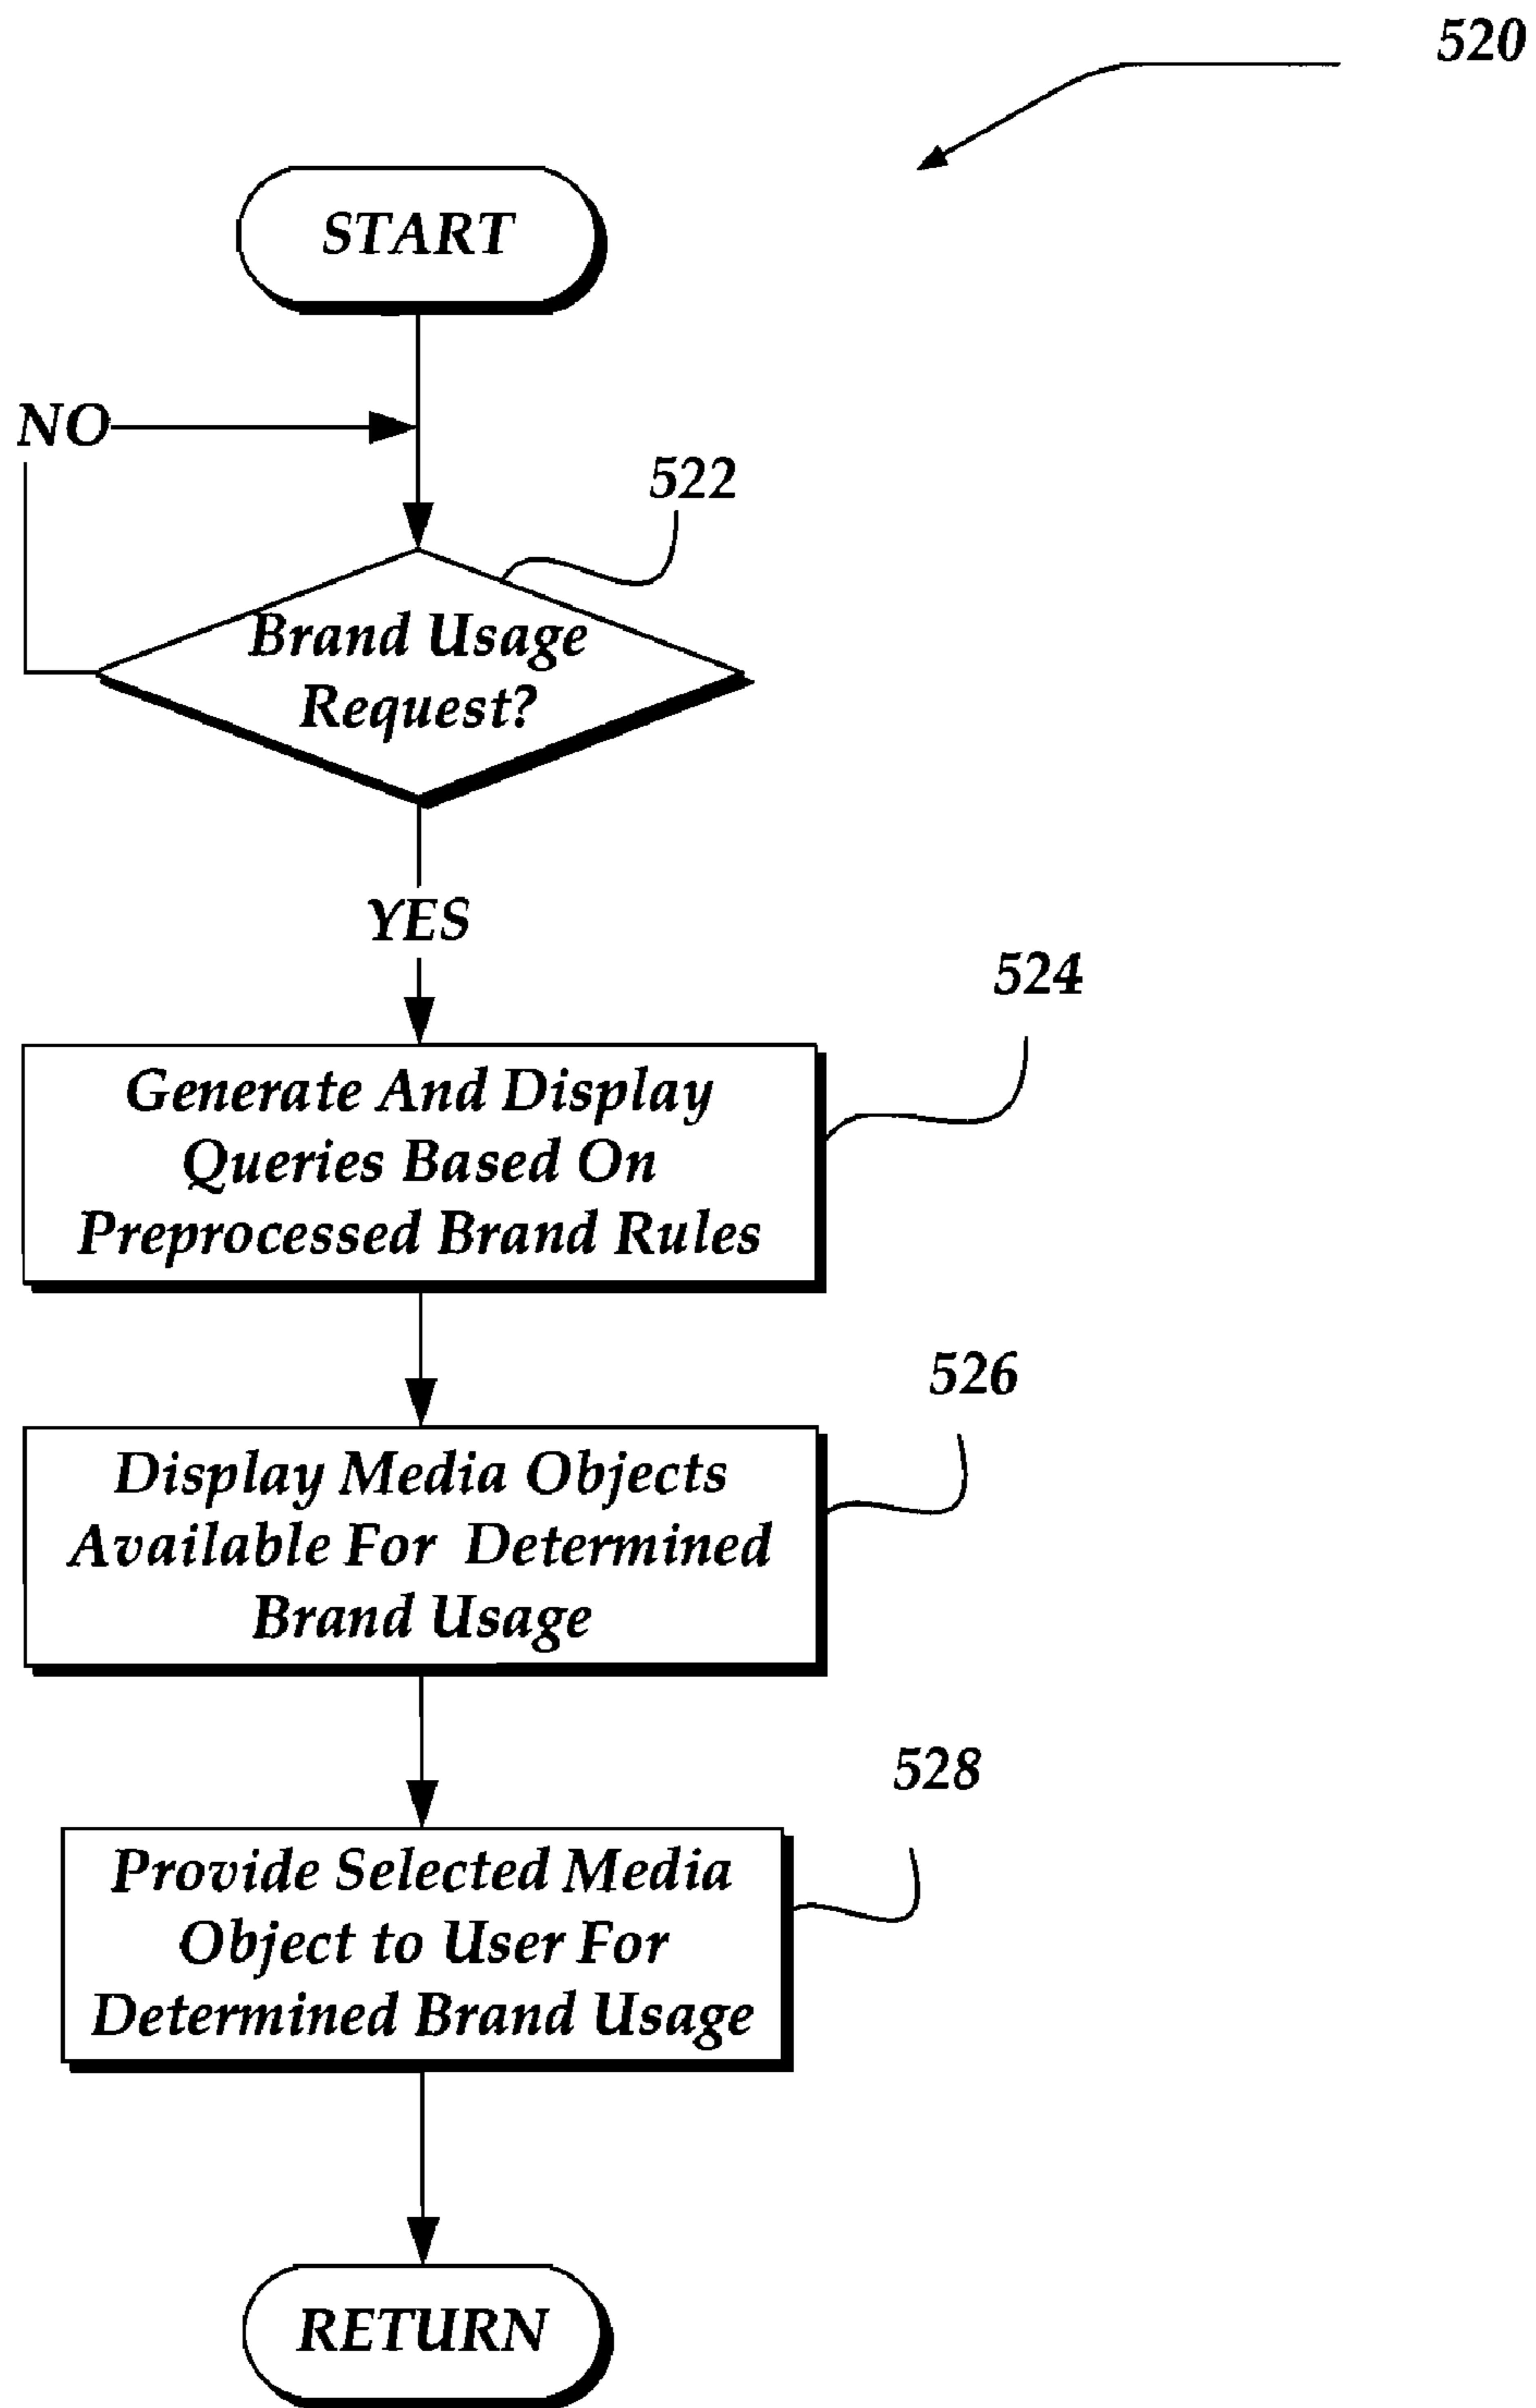 520
START
NO
522
Brand Usage
Request?
YES
524
Generate And Display
Queries Based On
Preprocessed Brand Rules
526
Display Media Objects
Available For Determined
Brand Usage
528
Provide Selected Media
Object to User For
Determined Brand Usage
RETURN